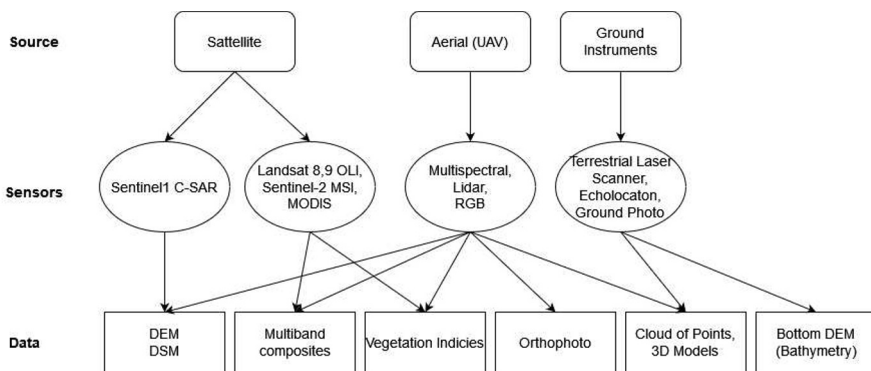 Source
Sattellite
Aerial (UAV)
Ground
Instruments
Sensors
Sentinel1 C-SAR
Landsat 8,9 OLI,
Sentinel-2 MSI,
MODIS
Multispectral,
Lidar,
RGB
Terrestrial Laser
Scanner,
Echolocaton,
Ground Photo
Data
DEM
DSM
Multiband
composites
Vegetation Indicies
Orthophoto
Cloud of Points,
3D Models
Bottom DEM
(Bathymetry)